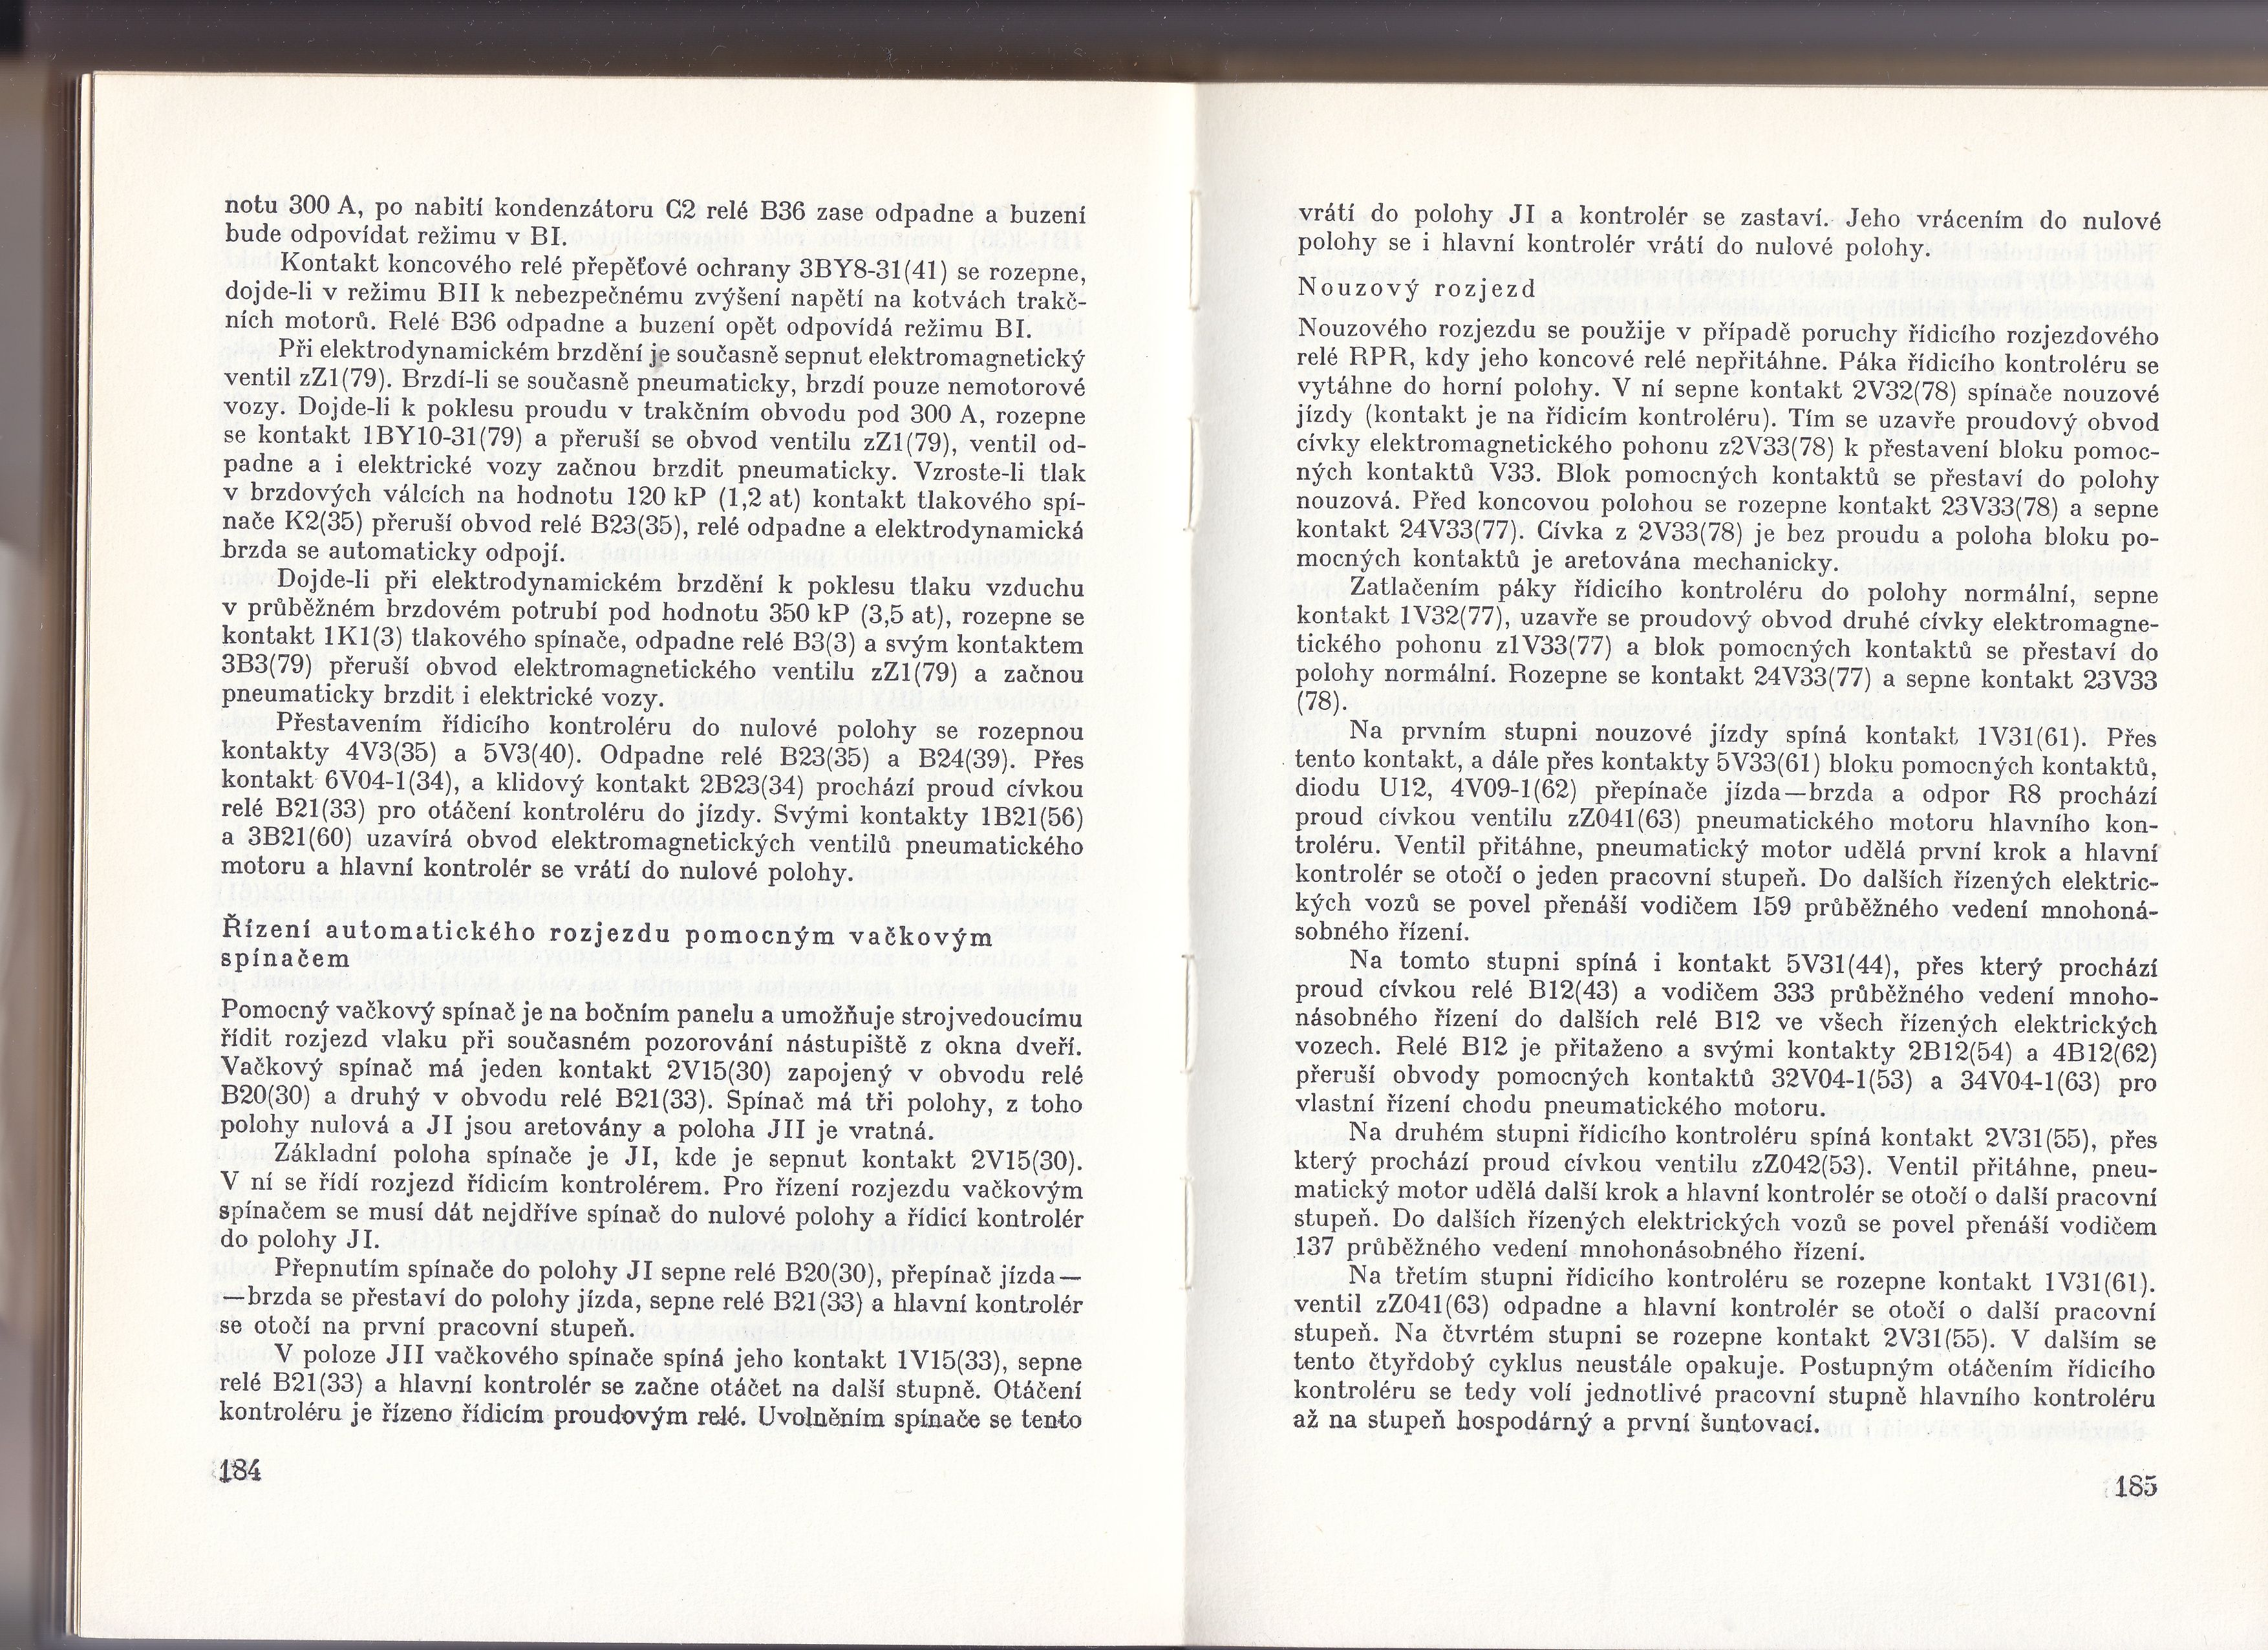 notu 300 A, po nabití kondenzátoru C2 relé B36 zase odpadne a buzení
bude odpovídat režimu v BI.
Kontakt koncového relé přepěťové ochrany 3BY8-31(41) se rozepne,
dojde-li v režimu BII k nebezpečnému zvýšení napětí na kotvách trakč-
ních motorů. Relé B36 odpadne a buzení opět odpovídá režimu BI.
Při elektrodynamickém brzdění je současně sepnut elektromagnetický
ventil zZ1(79). Brzdí-li se současně pneumaticky, brzdí pouze nemotorové
vozy. Dojde-li k poklesu proudu v trakčním obvodu pod 300 A, rozepne
se kontakt 1BY10-31(79) a přeruší se obvod ventilu zZ1(79), ventil od-
padne a i elektrické vozy začnou brzdit pneumaticky. Vzroste-li tlak
v brzdových válcích na hodnotu 120 kP (1,2 at) kontakt tlakového spí-
nače K2(35) přeruší obvod relé B23(35), relé odpadne a elektrodynamická
brzda se automaticky odpojí.
Dojde-li při elektrodynamickém brzdění k poklesu tlaku vzduchu
v průběžném brzdovém potrubí pod hodnotu 350 kP (3,5 at), rozepne se
kontakt 1K1(3) tlakového spínače, odpadne relé B3(3) a svým kontaktem
3B3(79) přeruší obvod elektromagnetického ventilu zZ1(79) a začnou
pneumaticky brzdit i elektrické vozy.
Přestavením řídicího kontroléru do nulové polohy se rozepnou
kontakty 4V3(35) a 5V3(40). Odpadne relé B23(35) a B24(39). Přes
kontakt 6V04-1(34), a klidový kontakt 2B23(34) prochází proud cívkou
relé B21(33) pro otáčení kontroléru do jízdy. Svými kontakty 1B21(56)
a 3B21(60) uzavírá obvod elektromagnetických ventilů pneumatického
motoru a hlavní kontrolér se vrátí do nulové polohy.
Řízení automatického rozjezdu pomocným vačkovým
spínačem
Pomocný vačkový spínač je na bočním panelu a umožňuje strojvedoucímu
řídit rozjezd vlaku při současném pozorování nástupiště z okna dveří.
Vačkový spínač má jeden kontakt 2V15(30) zapojený v obvodu relé
B20(30) a druhý v obvodu relé B21(33). Spínač má tři polohy, z toho
polohy nulová a JI jsou aretovány a poloha JII je vratná.
Základní poloha spínače je JI, kde je sepnut kontakt 2V15(30).
V ní se řídí rozjezd řídicím kontrolérem. Pro řízení rozjezdu vačkovým
spínačem se musí dát nejdříve spínač do nulové polohy a řídicí kontrolér
do polohy JI.
Přepnutím spínače do polohy JI sepne relé B20(30), přepínač jízda—
—brzda se přestaví do polohy jízda, sepne relé B21(33) a hlavní kontrolér
se otočí na první pracovní stupeň.
V poloze JII vačkového spínače spíná jeho kontakt 1V15(33), sepne
relé B21(33) a hlavní kontrolér se začne otáčet na další stupně. Otáčení
kontroléru je řízeno řídicím proudovým relé. Uvolněním spínače se tento
184
vrátí do polohy JI a kontrolér se zastaví. Jeho vrácením do nulové
polohy se i hlavní kontrolér vrátí do nulové polohy.
Nouzový rozjezd
Nouzového rozjezdu se použije v případě poruchy řídicího rozjezdového
relé RPR, kdy jeho koncové relé nepřitáhne. Páka řídicího kontroléru se
vytáhne do horní polohy. V ní sepne kontakt 2V32(78) spínače nouzové
jízdy (kontakt je na řídicím kontroléru). Tím se uzavře proudový obvod
cívky elektromagnetického pohonu z2V33(78) k přestavení bloku pomoc-
ných kontaktů V33. Blok pomocných kontaktů se přestaví do polohy
nouzová. Před koncovou polohou se rozepne kontakt 23V33(78) a sepne
kontakt 24V33(77). Cívka z 2V33(78) je bez proudu a poloha bloku po-
mocných kontaktů je aretována mechanicky.
Zatlačením páky řídicího kontroléru do polohy normální, sepne
kontakt 1V32(77), uzavře se proudový obvod druhé cívky elektromagne-
tického pohonu z1V33(77) a blok pomocných kontaktů se přestaví do
polohy normální. Rozepne se kontakt 24V33(77) a sepne kontakt 23V33
(78).
Na prvním stupni nouzové jízdy spíná kontakt 1V31(61). Přes
tento kontakt, a dále přes kontakty 5V33(61) bloku pomocných kontaktů,
diodu U12, 4V09-1(62) přepínače jízda—brzda a odpor R8 prochází
proud cívkou ventilu zZ041(63) pneumatického motoru hlavního kon-
troléru. Ventil přitáhne, pneumatický motor udělá první krok a hlavní
kontrolér se otočí o jeden pracovní stupeň. Do dalších řízených elektric-
kých vozů se povel přenáší vodičem 159 průběžného vedení mnohoná-
sobného řízení.
Na tomto stupni spíná i kontakt 5V31(44), přes který prochází
proud cívkou relé B12(43) a vodičem 333 průběžného vedení mnoho-
násobného řízení do dalších relé B12 ve všech řízených elektrických
vozech. Relé B12 je přitaženo a svými kontakty 2B12(54) a 4B12(62)
přeruší obvody pomocných kontaktů 32V04-1(53) a 34V04-1(63) pro
vlastní řízení chodu pneumatického motoru.
Na druhém stupni řídicího kontroléru spíná kontakt 2V31(55), přes
který prochází proud cívkou ventilu zZ042(53). Ventil přitáhne, pneu-
matický motor udělá další krok a hlavní kontrolér se otočí o další pracovní
stupeň. Do dalších řízených elektrických vozů se povel přenáší vodičem
137 průběžného vedení mnohonásobného řízení.
Na třetím stupni řídicího kontroléru se rozepne kontakt 1V31(61).
ventil zZ041(63) odpadne a hlavní kontrolér se otočí o další pracovní
stupeň. Na čtvrtém stupni se rozepne kontakt 2V31(55). V dalším se
tento čtyřdobý cyklus neustále opakuje. Postupným otáčením řídicího
kontroléru se tedy volí jednotlivé pracovní stupně hlavního kontroléru
až na stupeň hospodárný a první šuntovací.
185